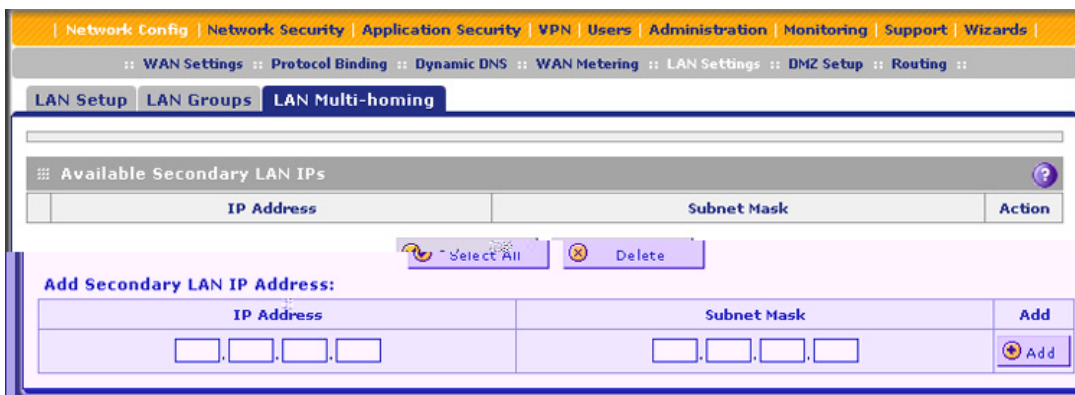 | Network Config | Network Security | Application Security | VPN | Users | Administration | Monitoring | Support | Wizards |
:: WAN Settings :: Protocol Binding :: Dynamic DNS :: WAN Metering :: LAN Settings :: DMZ Setup :: Routing ::
LAN Setup LAN Groups LAN Multi-homing
Available Secondary LAN IPs ?
IP Address Subnet Mask Action
Select All Delete
Add Secondary LAN IP Address:
IP Address Subnet Mask Add
. . . . . . Add